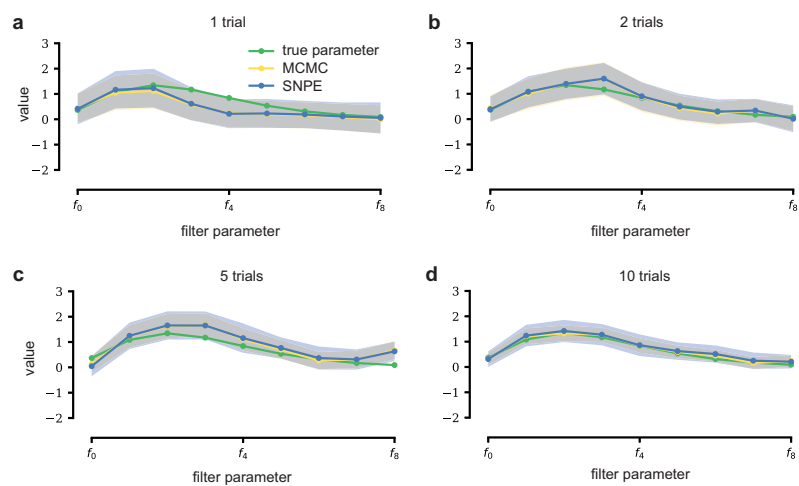 a
1 trial
true parameter
MCMC
SNPE
3
2
1
0
−1
−2
value
f0
f4
f8
filter parameter
b
2 trials
3
2
1
0
−1
−2
f0
f4
f8
filter parameter
c
5 trials
3
2
1
0
−1
−2
value
f0
f4
f8
filter parameter
d
10 trials
3
2
1
0
−1
−2
f0
f4
f8
filter parameter